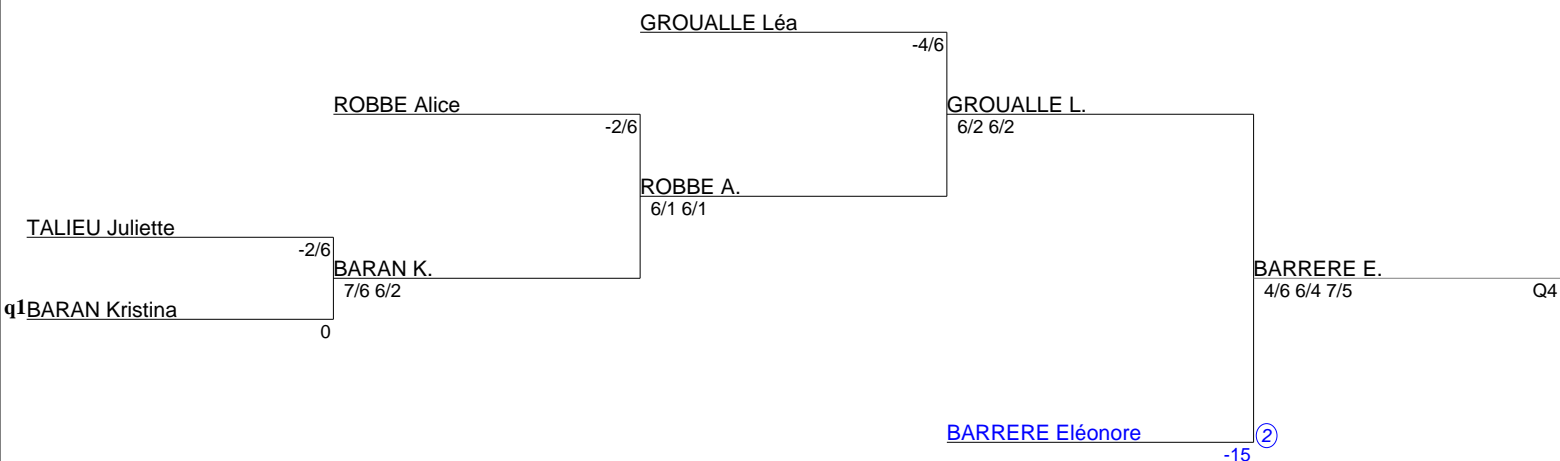 GROUALLE Léa
-4/6
ROBBE Alice
GROUALLE L.
-2/6
6/2 6/2
ROBBE A.
6/1 6/1
TALIEU Juliette
-2/6
BARAN K.
BARRERE E.
7/6 6/2
4/6 6/4 7/5
Q4
q1 BARAN Kristina
0
BARRERE Eléonore
2
-15